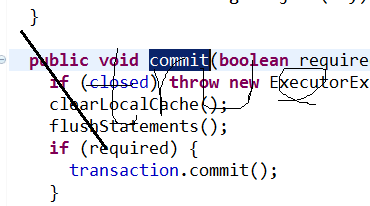 }
public void commit(boolean require
if (closed) throw new ExecutorEx
clearLocalCache();
flushStatements();
if (required) {
transaction.commit();
}